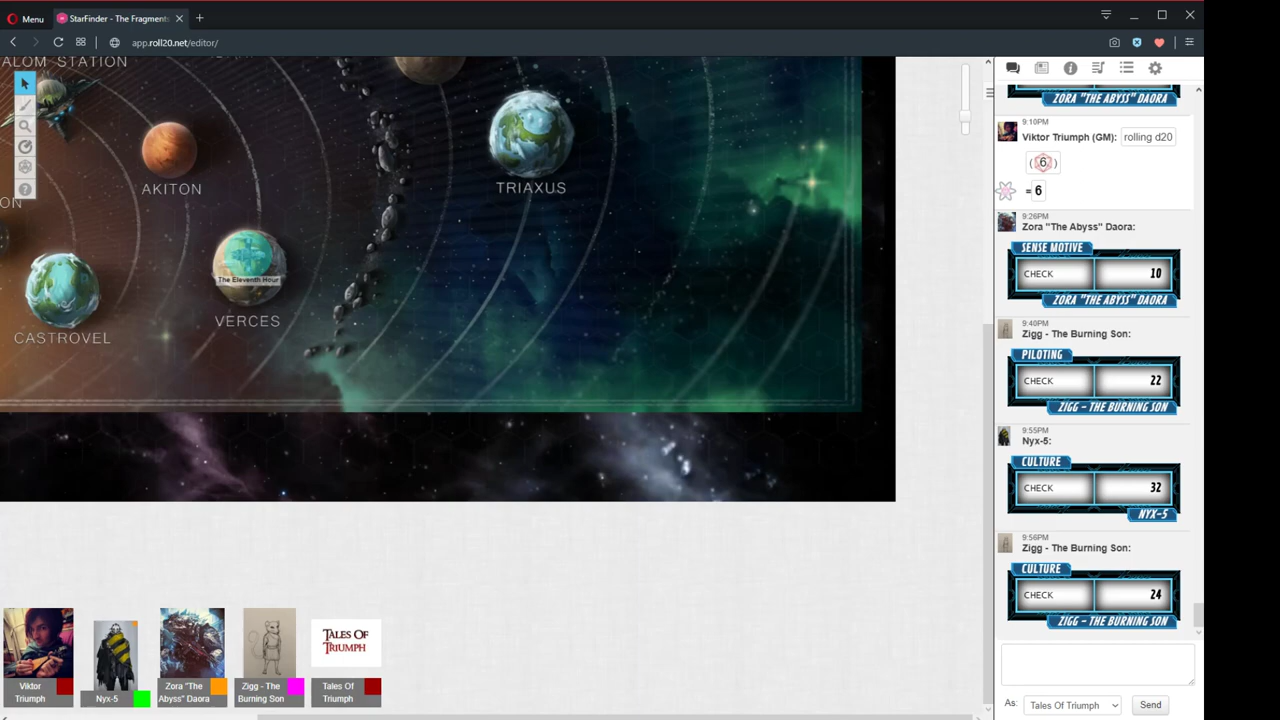 Menu
StarFinder - The Fragments
app.roll20.net/editor/
ALOM STATION
AKITON
TRIAXUS
ON
The Eleventh Hour
VERCES
CASTROVEL
Viktor
Triumph
Nyx-5
Zora "The
Abyss" Daora
Zigg - The
Burning Son
TALES OF
TRIUMPH
Tales Of
Triumph
ZORA "THE ABYSS" DAORA
9:10PM
Viktor Triumph (GM): rolling d20
(6)
=6
9:26PM
Zora "The Abyss" Daora:
SENSE MOTIVE
CHECK 10
ZORA "THE ABYSS" DAORA
9:40PM
Zigg - The Burning Son:
PILOTING
CHECK 22
ZIGG - THE BURNING SON
9:55PM
Nyx-5:
CULTURE
CHECK 32
NYX-5
9:56PM
Zigg - The Burning Son:
CULTURE
CHECK 24
ZIGG - THE BURNING SON
As: Tales Of Triumph Send